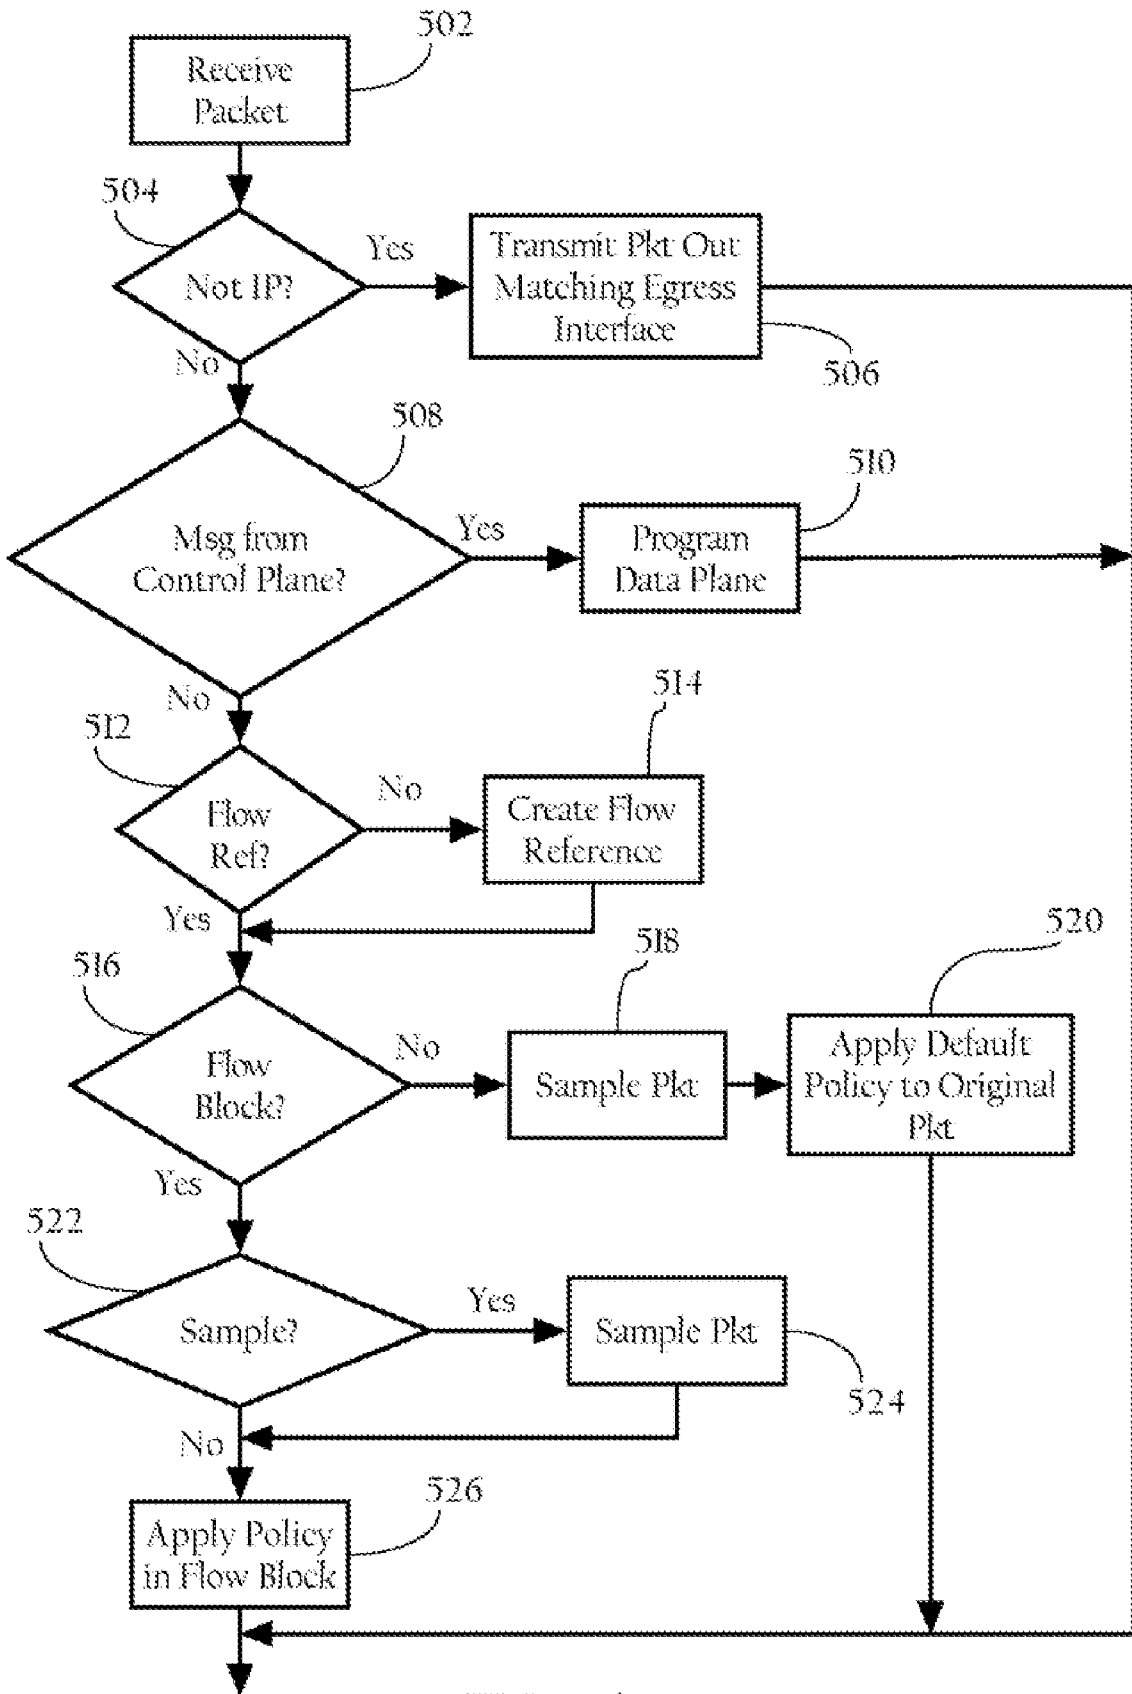 502
Receive
Packet
504
Not IP?
Yes
Transmit Pkt Out
Matching Egress
Interface
506
No
508
Msg from
Control Plane?
Yes
510
Program
Data Plane
No
512
514
Flow
Ref?
No
Create Flow
Reference
Yes
516
518
520
Flow
Block?
No
Sample Pkt
Apply Default
Policy to Original
Pkt
Yes
522
Sample?
Yes
Sample Pkt
524
No
526
Apply Policy
in Flow Block